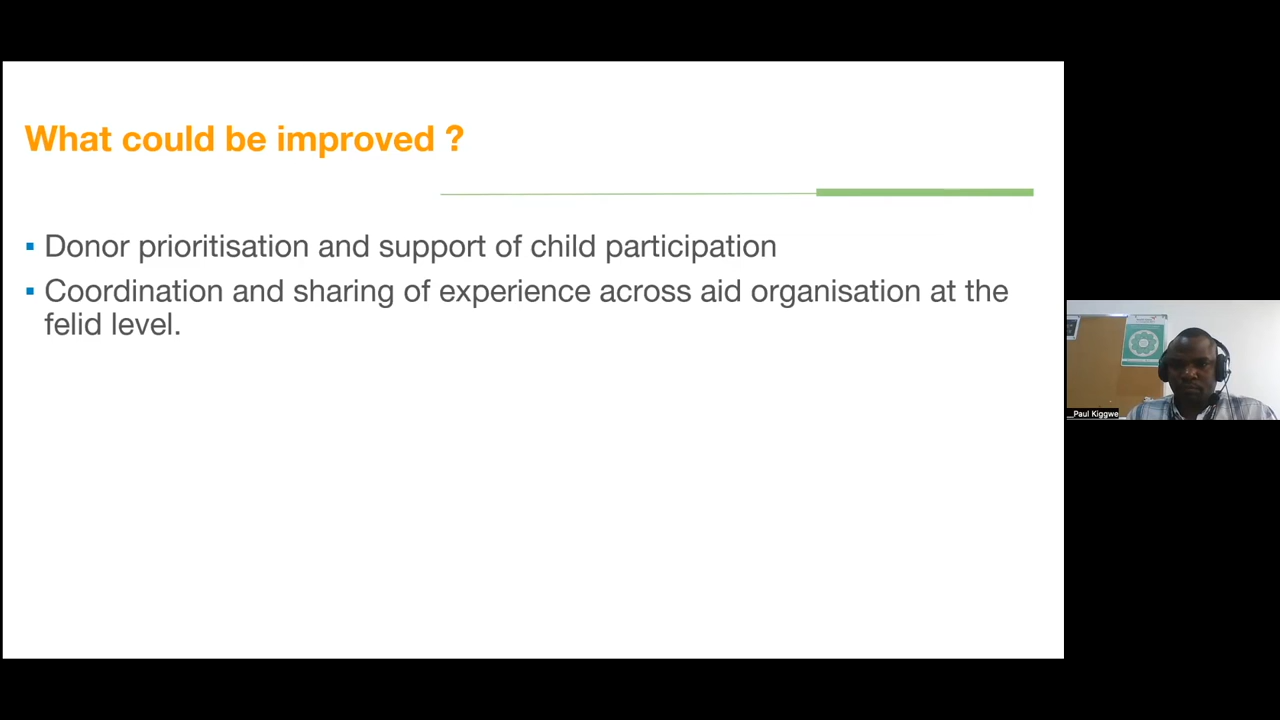 What could be improved ?
▪ Donor prioritisation and support of child participation
▪ Coordination and sharing of experience across aid organisation at the
felid level.
__Paul Kiggwe